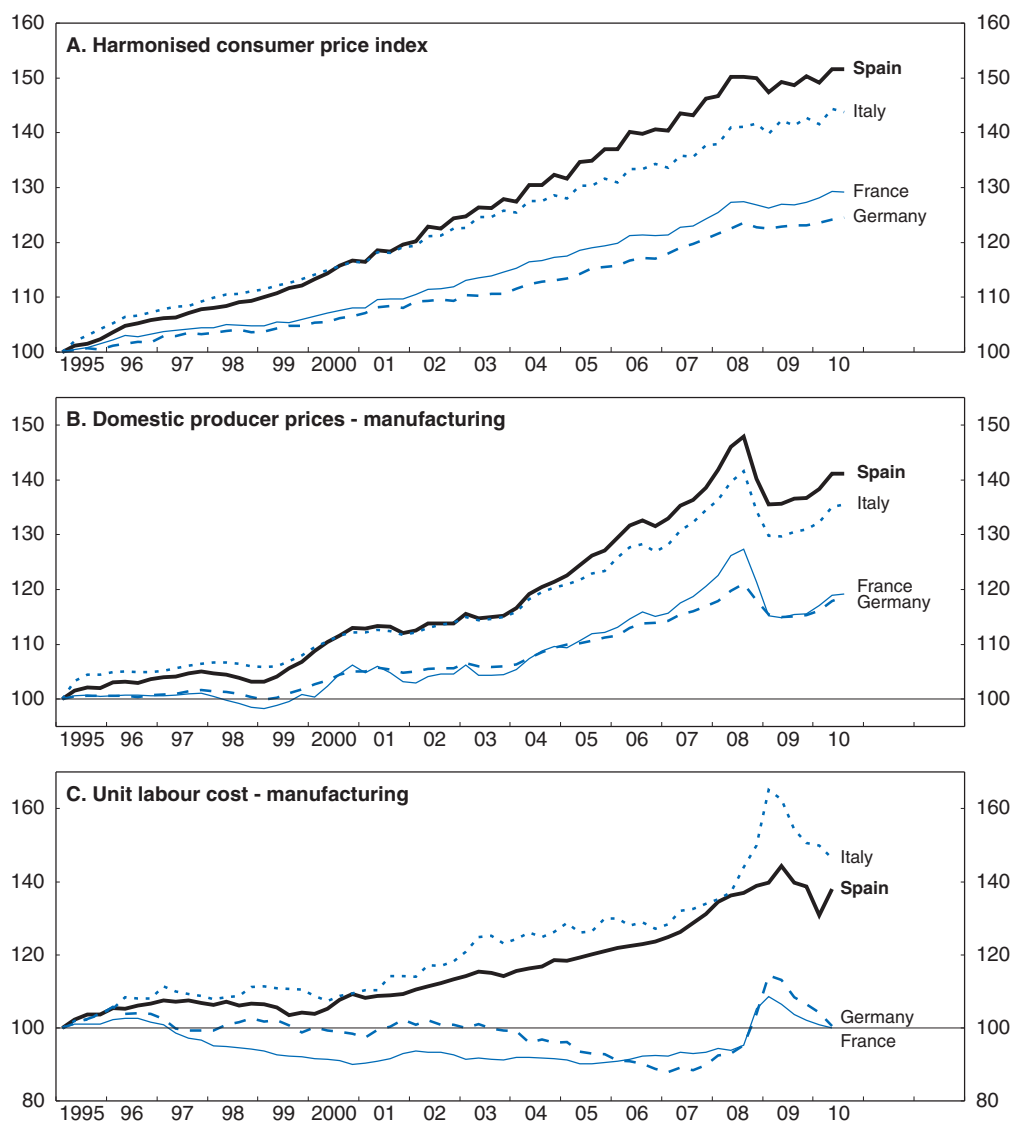 160 160
A. Harmonised consumer price index
Spain
150 150
Italy
140 140
130 130
France
Germany
120 120
110 110
100 100
1995 96 97 98 99 2000 01 02 03 04 05 06 07 08 09 10
B. Domestic producer prices - manufacturing
150 150
Spain
140 140
Italy
130 130
France
120 120
Germany
110 110
100 100
1995 96 97 98 99 2000 01 02 03 04 05 06 07 08 09 10
C. Unit labour cost - manufacturing
160 160
Italy
Spain
140 140
120 120
Germany
100 100
France
80 80
1995 96 97 98 99 2000 01 02 03 04 05 06 07 08 09 10